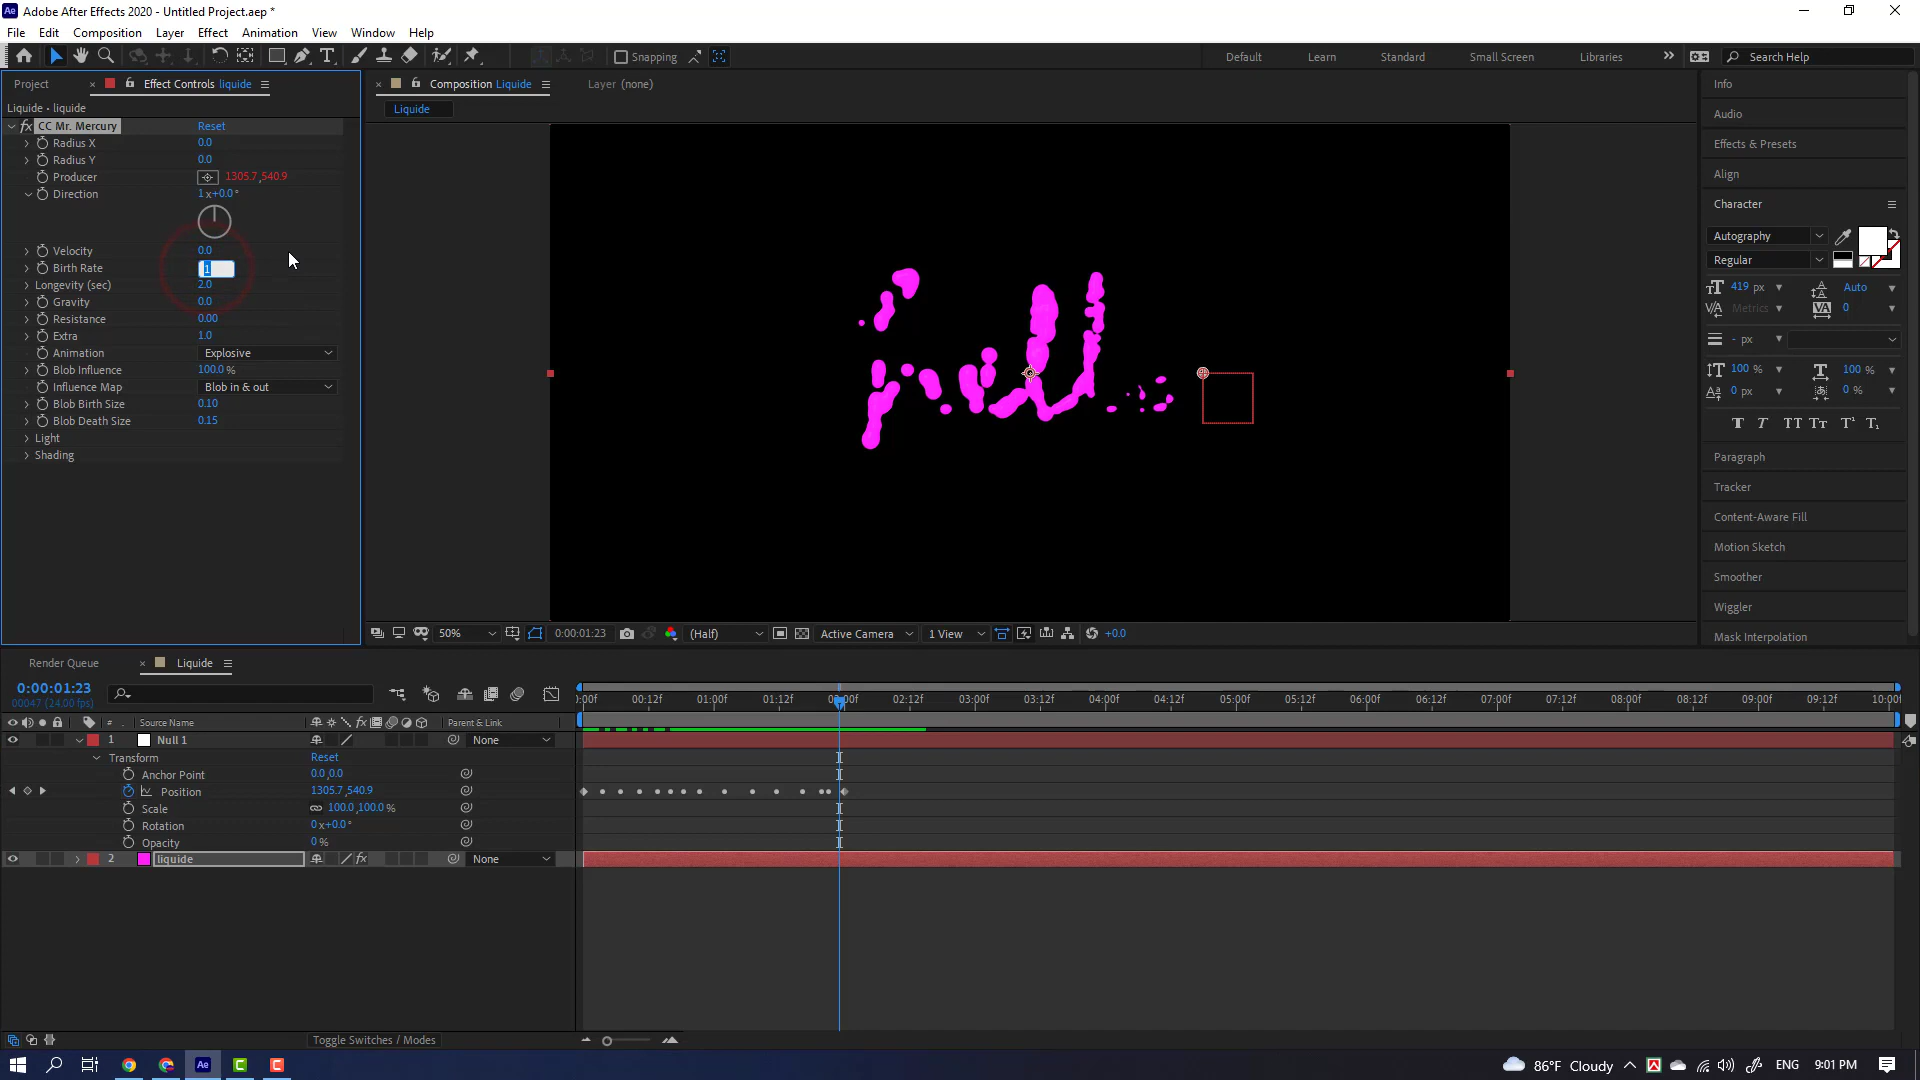 Adobe After Effects 2020 - Untitled Project.aep *
File Edit Composition Layer Effect Animation View Window Help
Snapping Default Learn Standard Small Screen Libraries Search Help
Project Effect Controls liquide Composition Liquide Layer (none) Info
Liquide • liquide Liquide Audio
CC Mr. Mercury Reset
Radius X 0.0 Effects & Presets
Radius Y 0.0
Producer 1305.7,540.9 Align
Direction 1x+0.0°
Character
Autography
Velocity 0.0
Regular
Birth Rate 1
Longevity (sec) 2.0 419 px Auto
Gravity 0.0 Metrics 0
Resistance 0.00
Extra 1.0 - px
Animation Explosive
Blob Influence 100.0 % 100 % 100 %
Influence Map Blob in & out 0 px 0 %
Blob Birth Size 0.10
Blob Death Size 0.15 TT Tt T¹ T₁
Light
Shading Paragraph
Tracker
Content-Aware Fill
Motion Sketch
Smoother
Wiggler
50% 0:00:01:23 (Half) Active Camera 1 View +0.0 Mask Interpolation
Render Queue Liquide
0:00:01:23
00047 (24.00 fps) :00f 00:12f 01:00f 01:12f 02:00f 02:12f 03:00f 03:12f 04:00f 04:12f 05:00f 05:12f 06:00f 06:12f 07:00f 07:12f 08:00f 08:12f 09:00f 09:12f 10:00f
# Source Name Parent & Link
1 Null 1 None
Transform Reset
Anchor Point 0.0,0.0
Position 1305.7,540.9
Scale 100.0,100.0 %
Rotation 0x+0.0°
Opacity 0 %
2 liquide None
Toggle Switches / Modes
86°F Cloudy ENG 9:01 PM